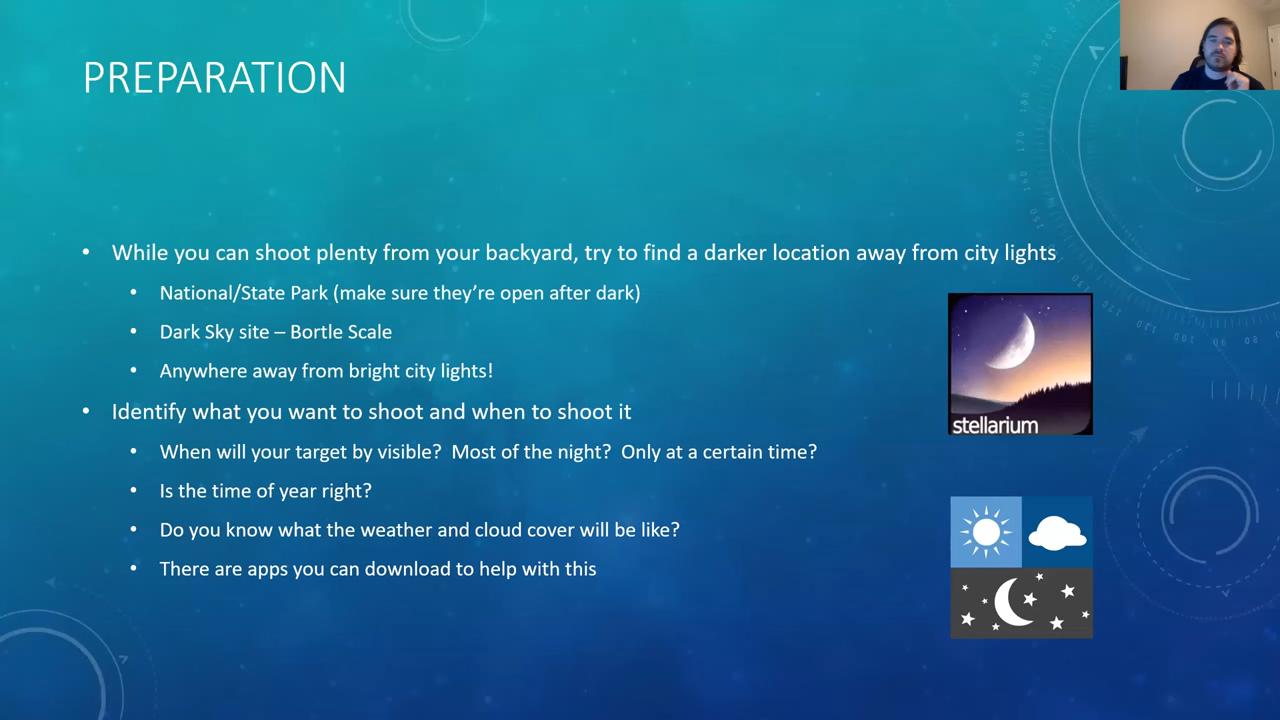 PREPARATION
• While you can shoot plenty from your backyard, try to find a darker location away from city lights
• National/State Park (make sure they're open after dark)
• Dark Sky site – Bortle Scale
• Anywhere away from bright city lights!
• Identify what you want to shoot and when to shoot it
• When will your target by visible?  Most of the night?  Only at a certain time?
• Is the time of year right?
• Do you know what the weather and cloud cover will be like?
• There are apps you can download to help with this
stellarium